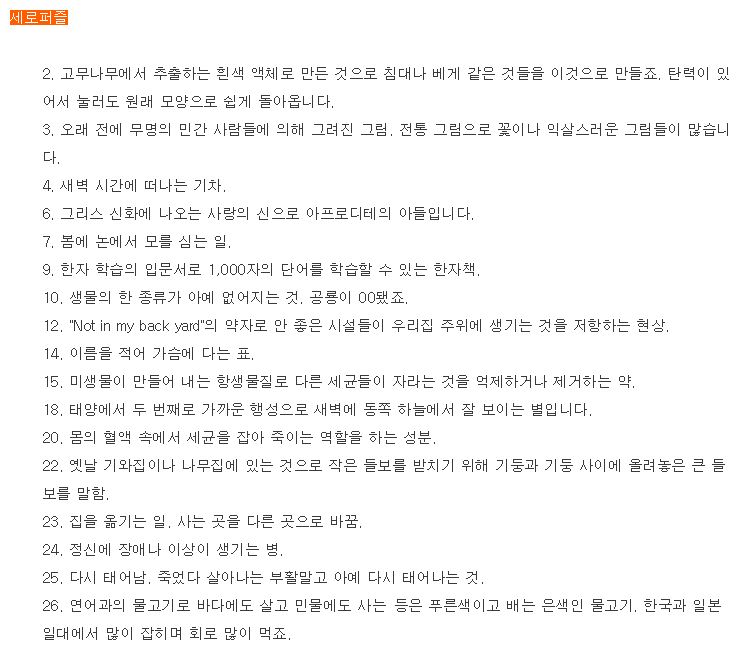 세로퍼즐
2. 고무나무에서 추출하는 흰색 액체로 만든 것으로 침대나 베게 같은 것들을 이것으로 만들죠. 탄력이 있
어서 눌러도 원래 모양으로 쉽게 돌아옵니다.
3. 오래 전에 무명의 민간 사람들에 의해 그려진 그림. 전통 그림으로 꽃이나 익살스러운 그림들이 많습니
다.
4. 새벽 시간에 떠나는 기차.
6. 그리스 신화에 나오는 사랑의 신으로 아프로디테의 아들입니다.
7. 봄에 논에서 모를 심는 일.
9. 한자 학습의 입문서로 1,000자의 단어를 학습할 수 있는 한자책.
10. 생물의 한 종류가 아예 없어지는 것. 공룡이 00됐죠.
12. "Not in my back yard"의 약자로 안 좋은 시설들이 우리집 주위에 생기는 것을 저항하는 현상.
14. 이름을 적어 가슴에 다는 표.
15. 미생물이 만들어 내는 항생물질로 다른 세균들이 자라는 것을 억제하거나 제거하는 약.
18. 태양에서 두 번째로 가까운 행성으로 새벽에 동쪽 하늘에서 잘 보이는 별입니다.
20. 몸의 혈액 속에서 세균을 잡아 죽이는 역할을 하는 성분.
22. 옛날 기와집이나 나무집에 있는 것으로 작은 들보를 받치기 위해 기둥과 기둥 사이에 올려놓은 큰 들
보를 말함.
23. 집을 옮기는 일. 사는 곳을 다른 곳으로 바꿈.
24. 정신에 장애나 이상이 생기는 병.
25. 다시 태어남. 죽었다 살아나는 부활말고 아예 다시 태어나는 것.
26. 연어과의 물고기로 바다에도 살고 민물에도 사는 등은 푸른색이고 배는 은색인 물고기. 한국과 일본
일대에서 많이 잡히며 회로 많이 먹죠.